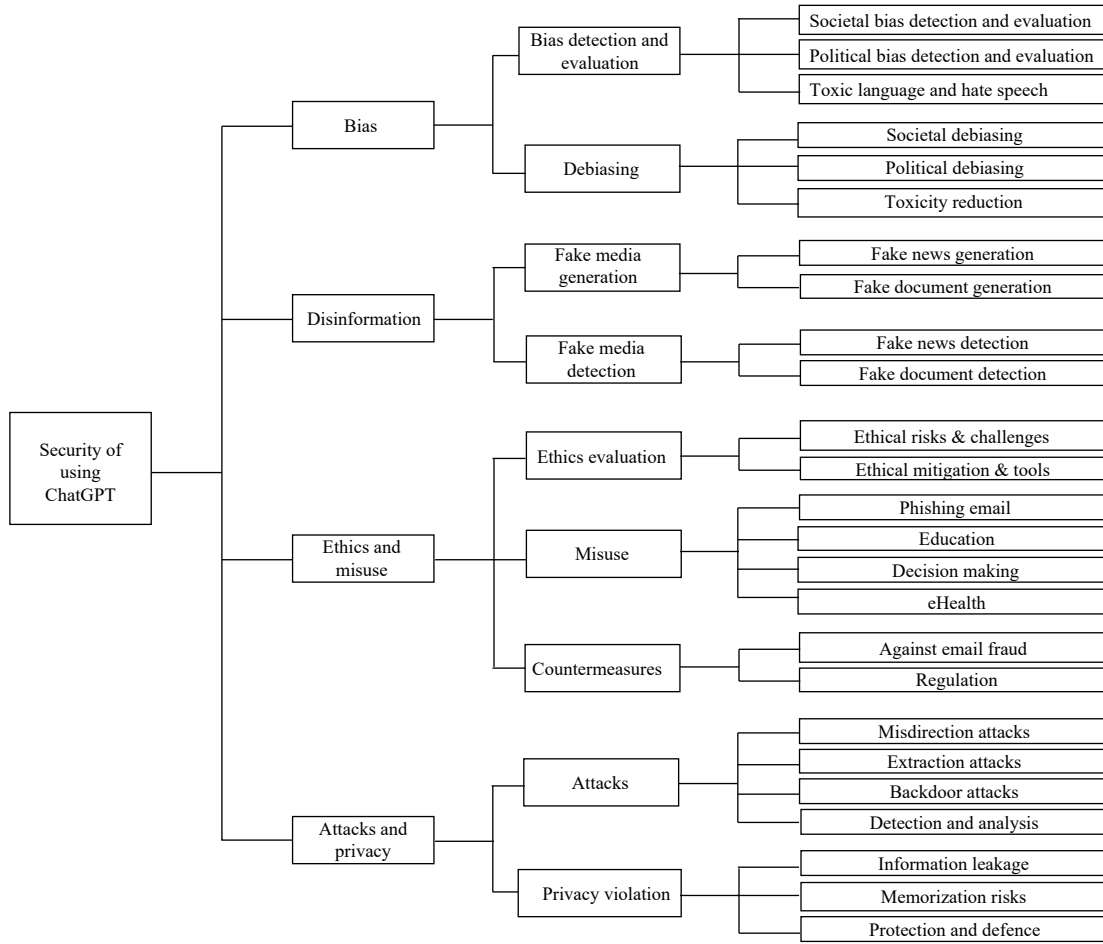 Societal bias detection and evaluation
Bias detection and
evaluation
Political bias detection and evaluation
Toxic language and hate speech
Bias
Societal debiasing
Debiasing
Political debiasing
Toxicity reduction
Fake media
generation
Fake news generation
Fake document generation
Disinformation
Fake media
detection
Fake news detection
Fake document detection
Security of
using
ChatGPT
Ethics evaluation
Ethical risks & challenges
Ethical mitigation & tools
Ethics and
misuse
Misuse
Phishing email
Education
Decision making
eHealth
Countermeasures
Against email fraud
Regulation
Attacks
Misdirection attacks
Extraction attacks
Backdoor attacks
Detection and analysis
Attacks and
privacy
Privacy violation
Information leakage
Memorization risks
Protection and defence